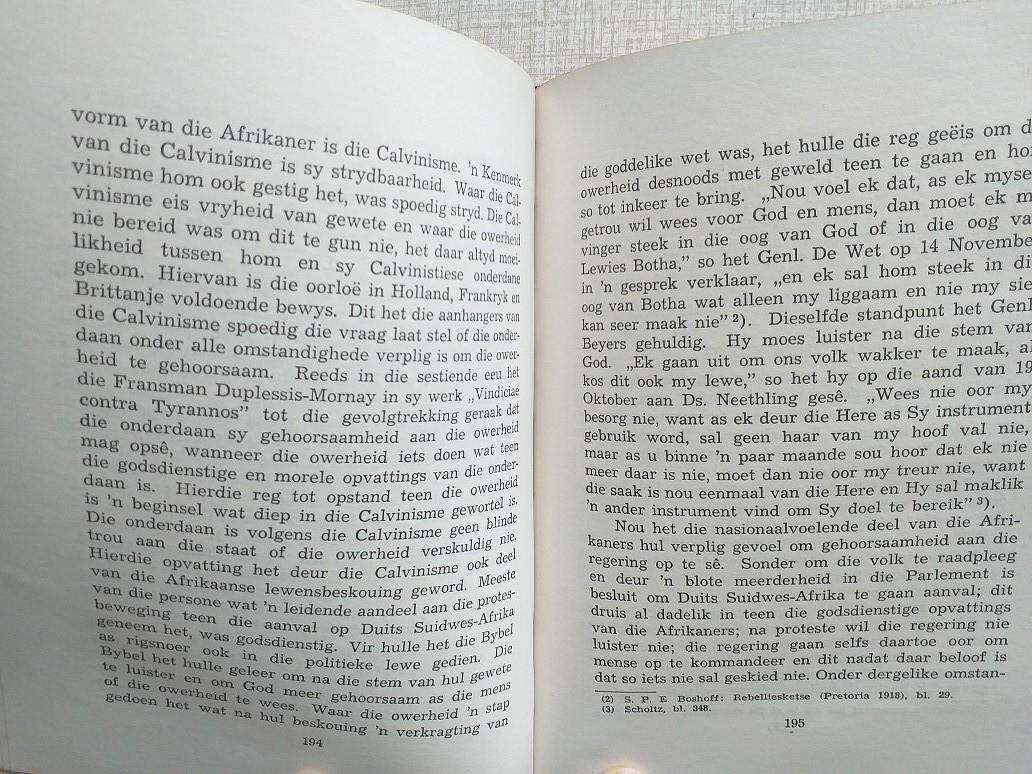 vorm van die Afrikaner is die Calvinisme. 'n Kenmerk
van die Calvinisme is sy strydbaarheid. Waar die Cal-
vinisme hom ook gestig het, was spoedig stryd. Die Cal-
vinisme eis vryheid van gewete en waar die owerheid
nie bereid was om dit te gun nie, het daar altyd moei-
likheid tussen hom en sy Calvinistiese onderdane
gekom. Hiervan is die oorloë in Holland, Frankryk en
Brittanje voldoende bewys. Dit het die aanhangers van
die Calvinisme spoedig die vraag laat stel of die onder-
daan onder alle omstandighede verplig is om die ower-
heid te gehoorsaam. Reeds in die sestiende eeu het
die Fransman Duplessis-Mornay in sy werk „Vindiciae
contra Tyrannos” tot die gevolgtrekking geraak dat
die onderdaan sy gehoorsaamheid aan die owerheid
mag opsê, wanneer die owerheid iets doen wat teen
die godsdienstige en morele opvattings van die onder-
daan is. Hierdie reg tot opstand teen die owerheid
is 'n beginsel wat diep in die Calvinisme gewortel is.
Die onderdaan is volgens die Calvinisme geen blinde
trou aan die staat of die owerheid verskuldig nie.
Hierdie opvatting het deur die Calvinisme ook deel
van die Afrikaanse lewensbeskouing geword. Meeste
van die persone wat 'n leidende aandeel aan die protes-
beweging teen die aanval op Duits Suidwes-Afrika
geneem het, was godsdienstig. Vir hulle het die Bybel
as rigsnoer ook in die politieke lewe gedien. Die
Bybel het hulle geleer om na die stem van hul gewete
te luister en om God meer gehoorsaam as die mens
of die owerheid te wees. Waar die owerheid 'n stap
gedoen het wat na hul beskouing 'n verkragting van
194
die goddelike wet was, het hulle die reg geëis om d
owerheid desnoods met geweld teen te gaan en ho
so tot inkeer te bring. „Nou voel ek dat, as ek myse
getrou wil wees voor God en mens, dan moet ek m
vinger steek in die oog van God of in die oog va
Lewies Botha,” so het Genl. De Wet op 14 Novembe
in 'n gesprek verklaar, „en ek sal hom steek in di
oog van Botha wat alleen my liggaam en nie my sie
kan seer maak nie” 2). Dieselfde standpunt het Genl
Beyers gehuldig. Hy moes luister na die stem van
God. „Ek gaan uit om ons volk wakker te maak, al
kos dit ook my lewe,” so het hy op die aand van 19
Oktober aan Ds. Neethling gesê. „Wees nie oor my
besorg nie, want as ek deur die Here as Sy instrument
gebruik word, sal geen haar van my hoof val nie,
maar as u binne 'n paar maande sou hoor dat ek nie
meer daar is nie, moet dan nie oor my treur nie, want
die saak is nou eenmaal van die Here en Hy sal maklik
'n ander instrument vind om Sy doel te bereik” 3).
Nou het die nasionaalvoelende deel van die Afri-
kaners hul verplig gevoel om gehoorsaamheid aan die
regering op te sê. Sonder om die volk te raadpleeg
en deur 'n blote meerderheid in die Parlement is
besluit om Duits Suidwes-Afrika te gaan aanval; dit
druis al dadelik in teen die godsdienstige opvattings
van die Afrikaners; na proteste wil die regering nie
luister nie; die regering gaan selfs daartoe oor om
mense op te kommandeer en dit nadat daar beloof is
dat so iets nie sal geskied nie. Onder dergelike omstan-
(2) S. P. E. Boshoff: Rebelliesketse (Pretoria 1918), bl. 29.
(3) Scholtz, bl. 348.
195